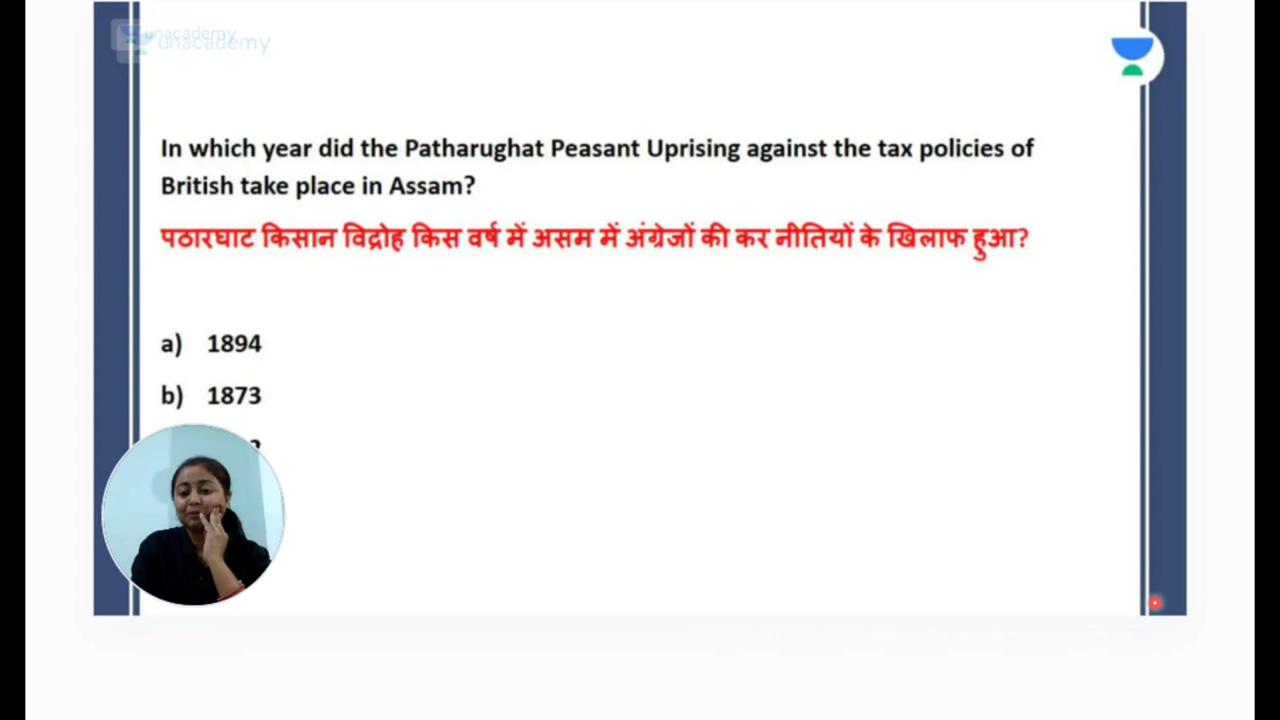 unacademy
unacademy
In which year did the Patharughat Peasant Uprising against the tax policies of
British take place in Assam?
पठारघाट किसान विद्रोह किस वर्ष में असम में अंग्रेजों की कर नीतियों के खिलाफ हुआ?
a) 1894
b) 1873